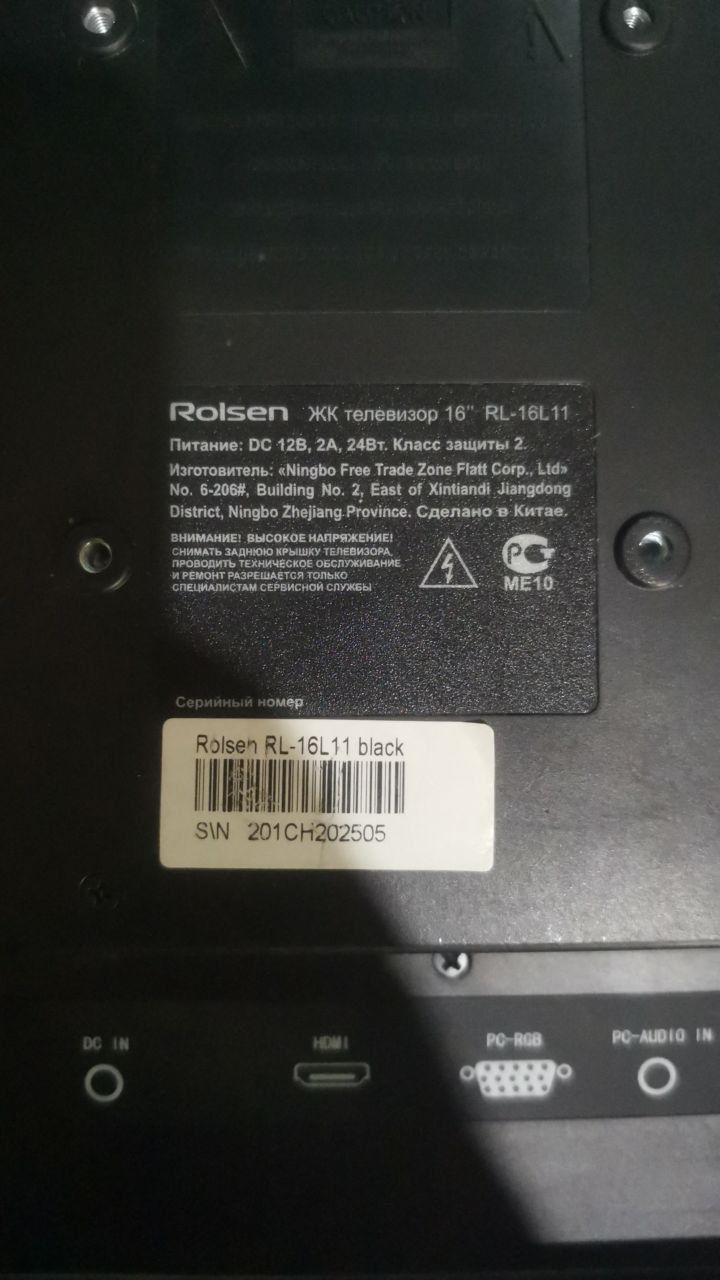 Rolsen ЖК телевизор 16" RL-16L11
Питание: DC 12В, 2А, 24Вт. Класс защиты 2.
Изготовитель: «Ningbo Free Trade Zone Flatt Corp., Ltd»
No. 6-206#, Building No. 2, East of Xintiandi Jiangdong
District, Ningbo Zhejiang Province. Сделано в Китае.
ВНИМАНИЕ! ВЫСОКОЕ НАПРЯЖЕНИЕ!
СНИМАТЬ ЗАДНЮЮ КРЫШКУ ТЕЛЕВИЗОРА,
ПРОВОДИТЬ ТЕХНИЧЕСКОЕ ОБСЛУЖИВАНИЕ
И РЕМОНТ РАЗРЕШАЕТСЯ ТОЛЬКО
СПЕЦИАЛИСТАМ СЕРВИСНОЙ СЛУЖБЫ
МЕ10
Серийный номер
Rolsen RL-16L11 black
S\N 201CH202505
DC IN HDMI PC-RGB PC-AUDIO IN